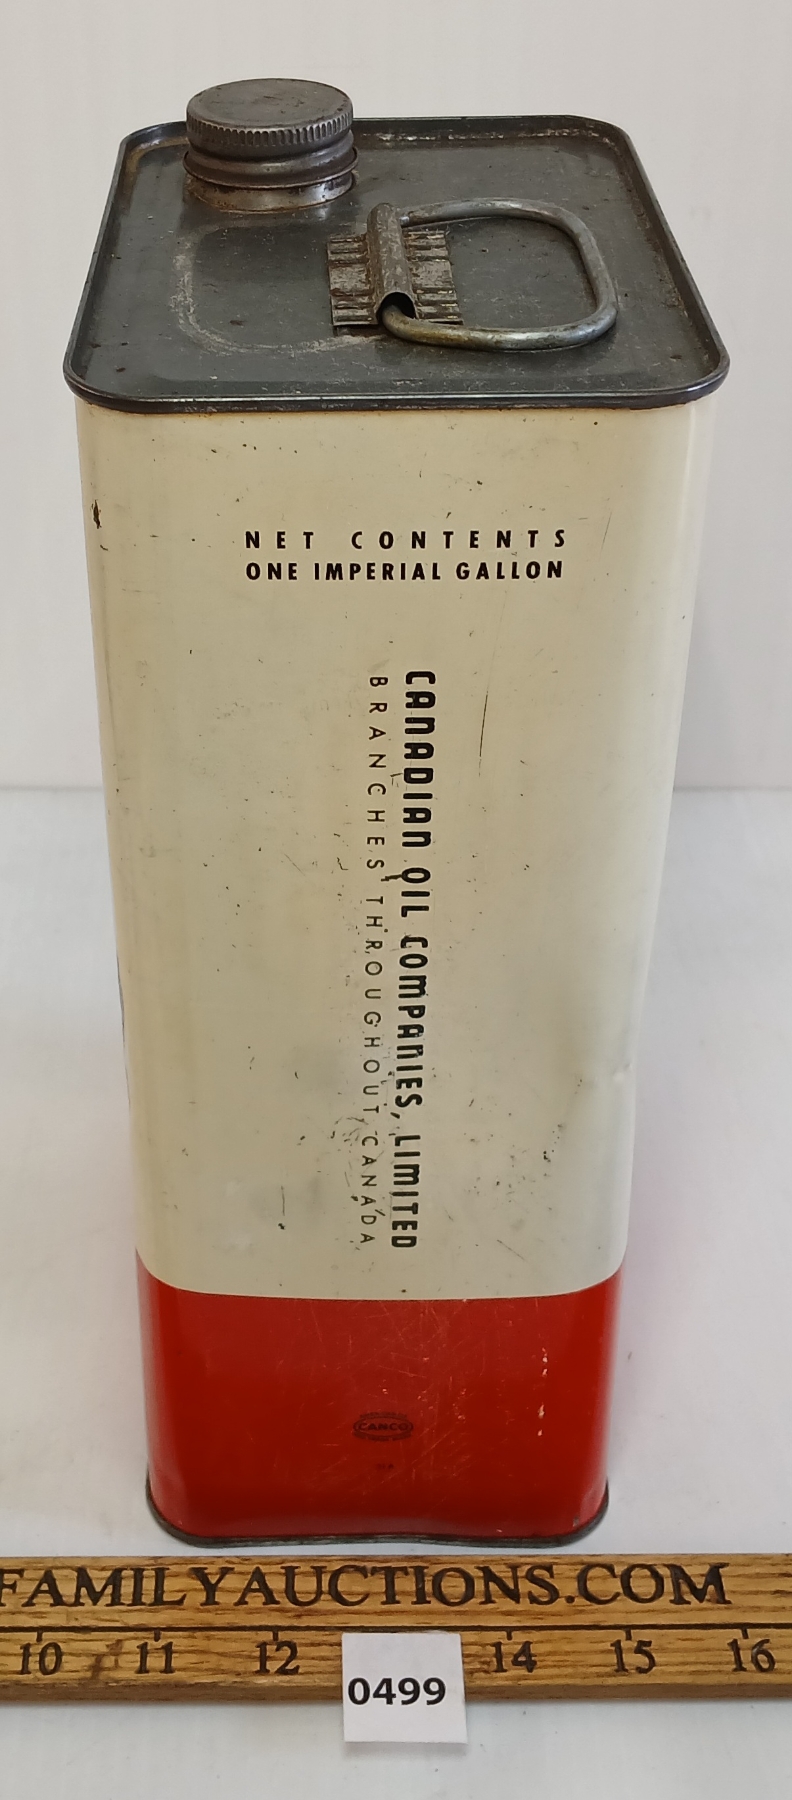 NET CONTENTS
ONE IMPERIAL GALLON
CANADIAN OIL COMPANIES, LIMITED
BRANCHES THROUGHOUT CANADA
CANCO
FAMILYAUCTIONS.COM
10 11 12 14 15 16
0499